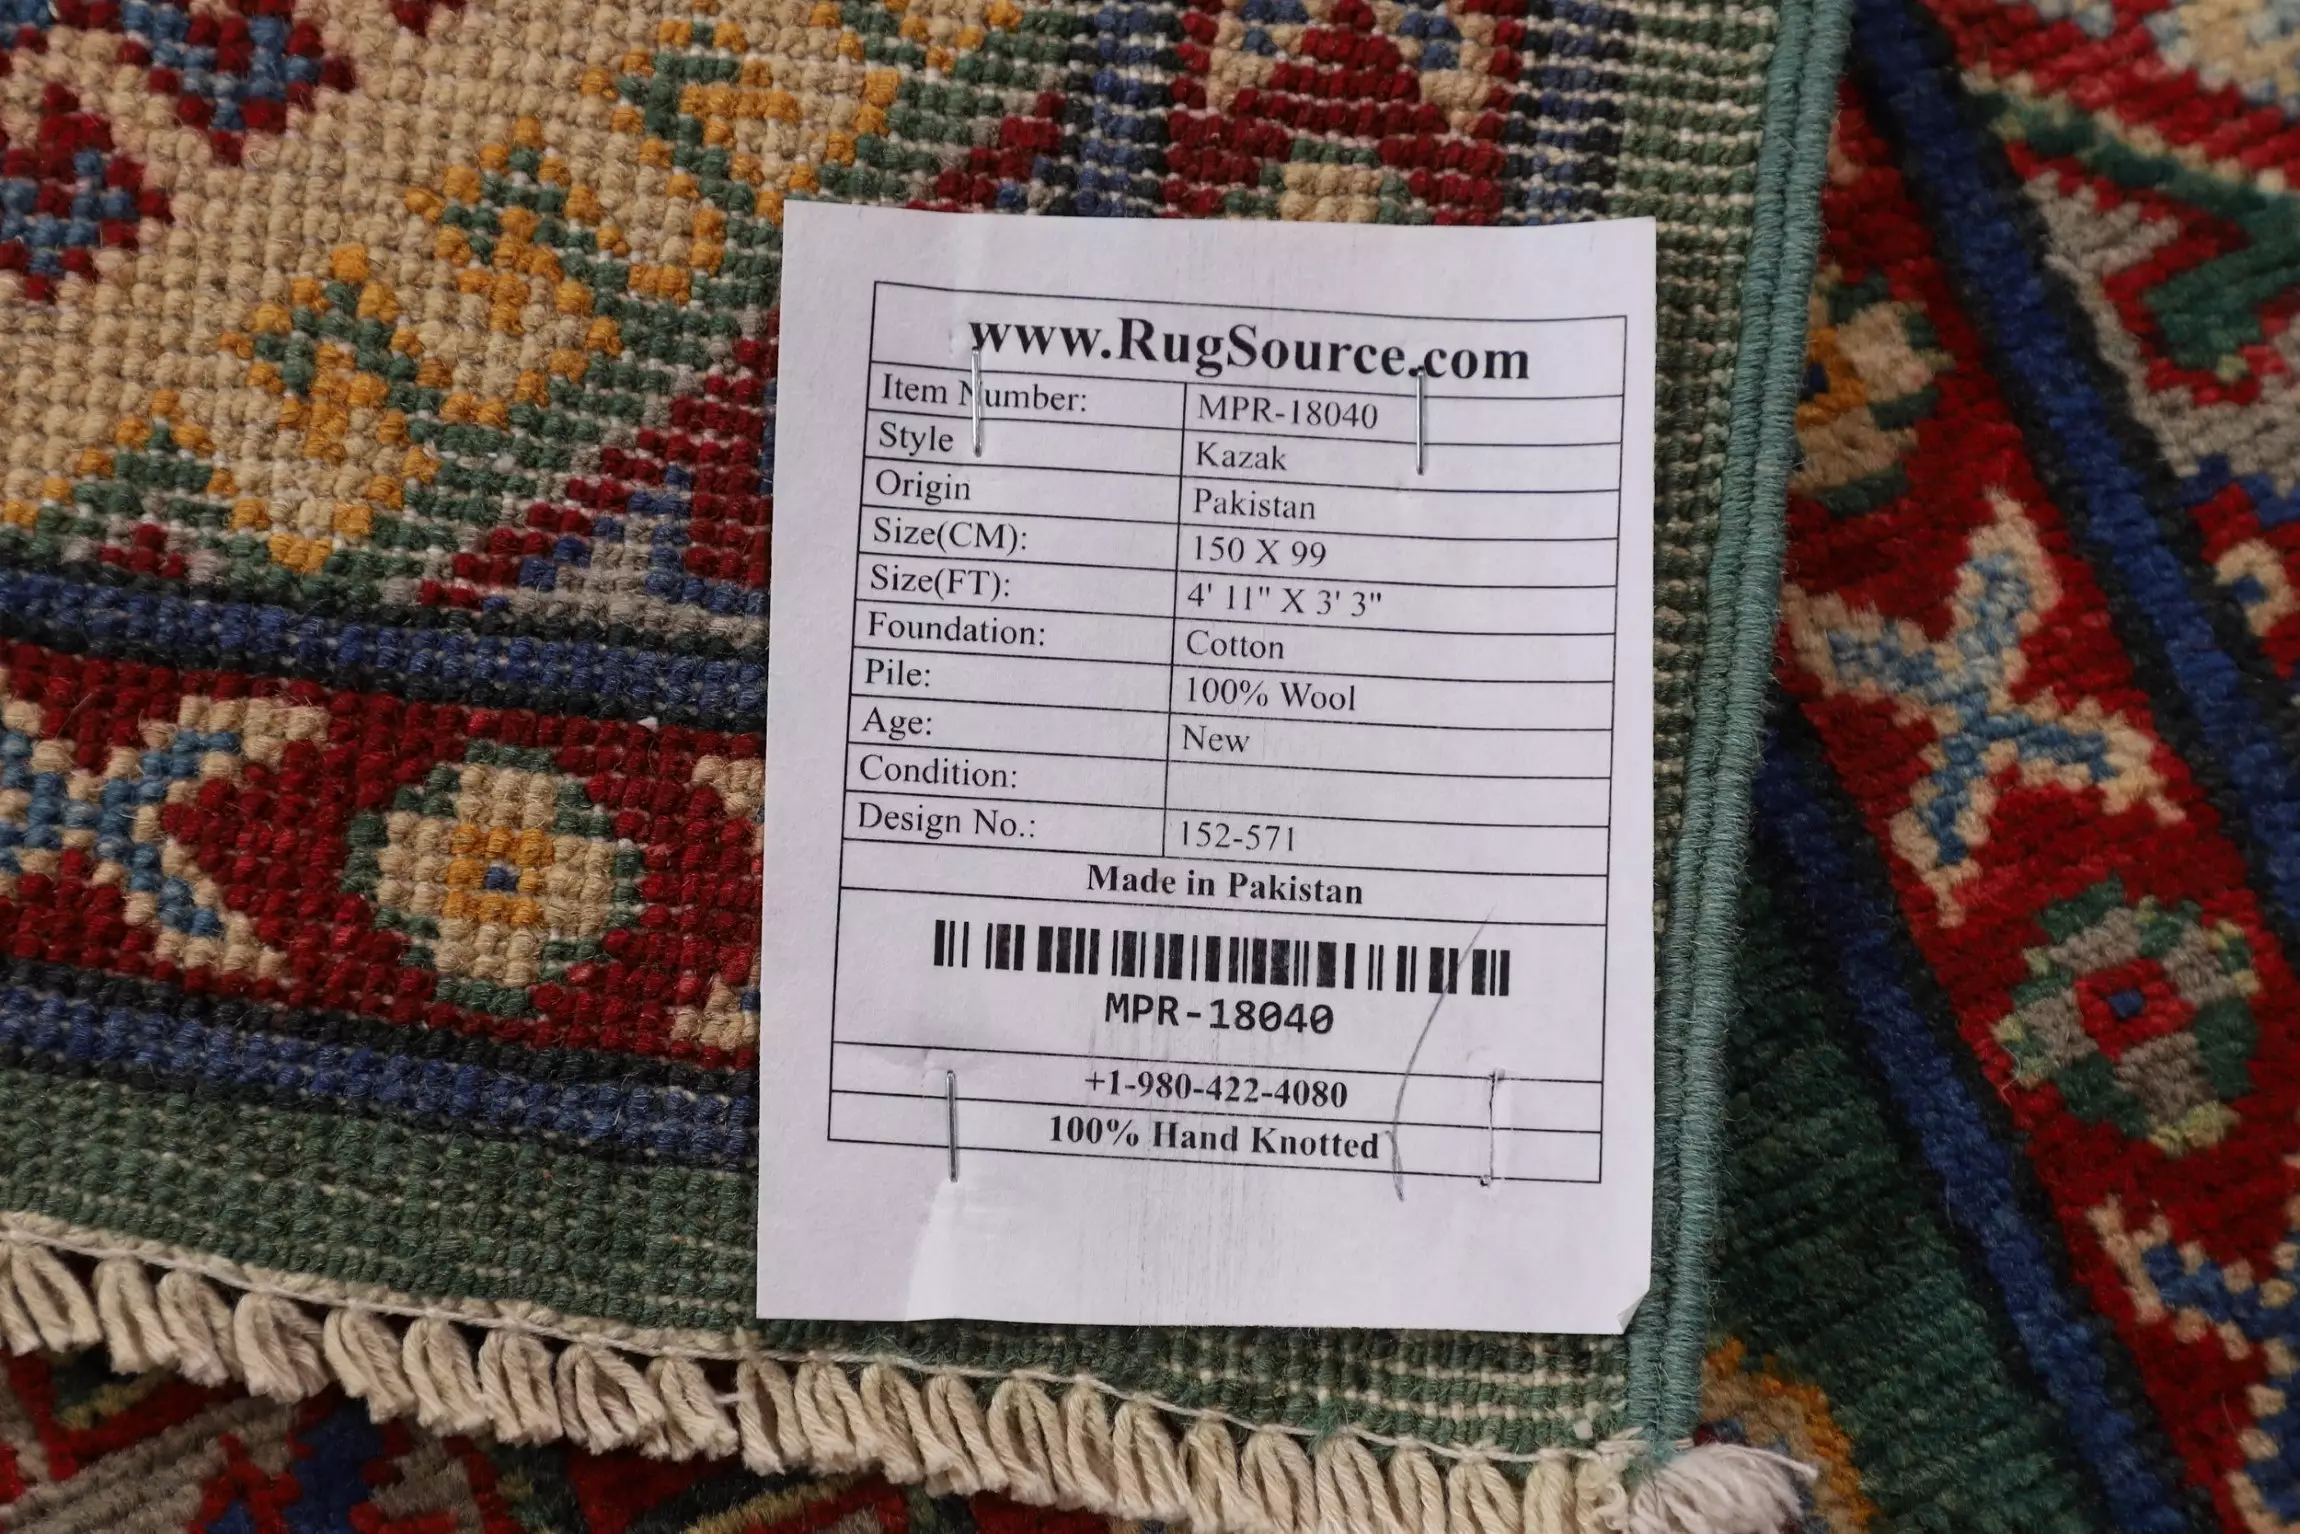 www.RugSource.com
Item Number: MPR-18040
Style Kazak
Origin Pakistan
Size(CM): 150 X 99
Size(FT): 4' 11" X 3' 3"
Foundation: Cotton
Pile: 100% Wool
Age: New
Condition:
Design No.: 152-571
Made in Pakistan
MPR-18040
+1-980-422-4080
100% Hand Knotted